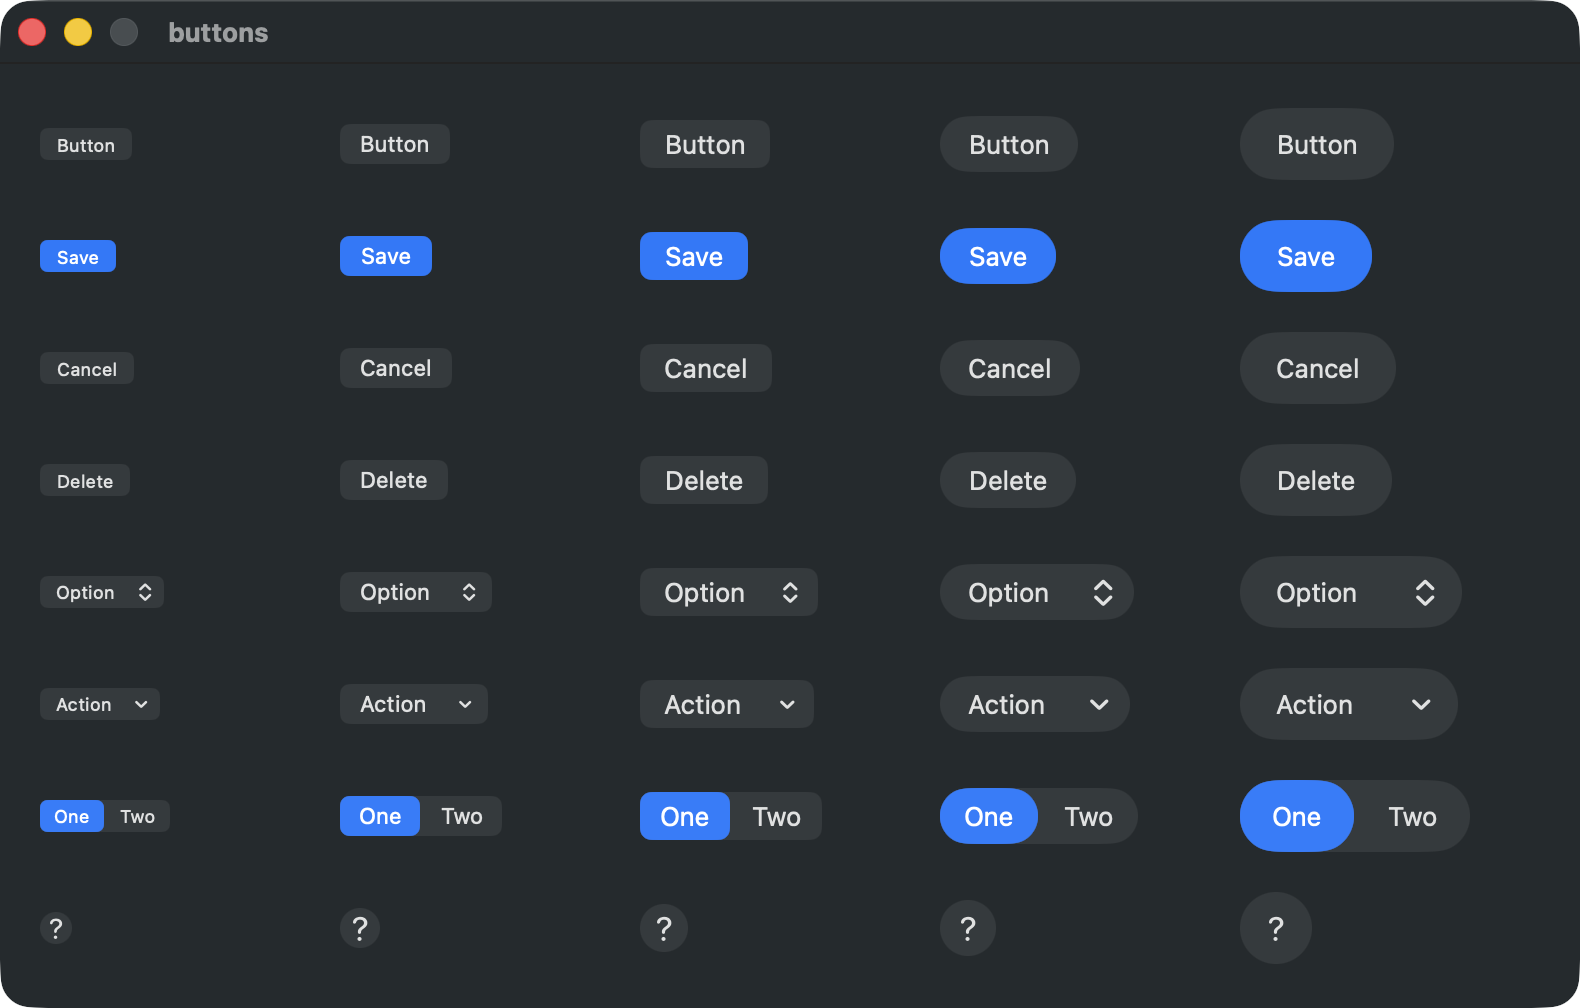 buttons
Button Button Button Button Button
Save Save Save Save Save
Cancel Cancel Cancel Cancel Cancel
Delete Delete Delete Delete Delete
Option Option Option Option Option
Action Action Action Action Action
One Two One Two One Two One Two One Two
? ? ? ? ?